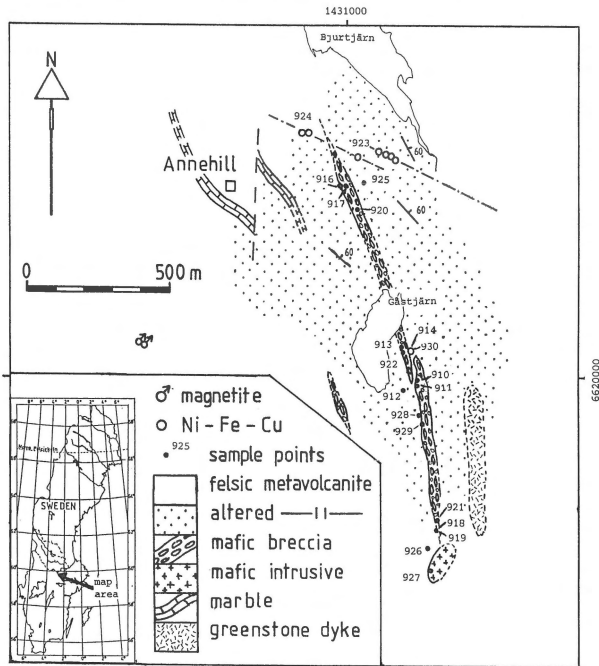 1431000
Bjurtjärn
N
924
923
60
Annehill
916
925
917
920
60
60
0 500 m
Gåstjärn
914
913
930
922
910
911
6620000
912
928
929
magnetite
Ni-Fe-Cu
925
sample points
felsic metavolcanite
altered —ıı—
mafic breccia
mafic intrusive
marble
greenstone dyke
SWEDEN
map
area
921
918
919
926
927